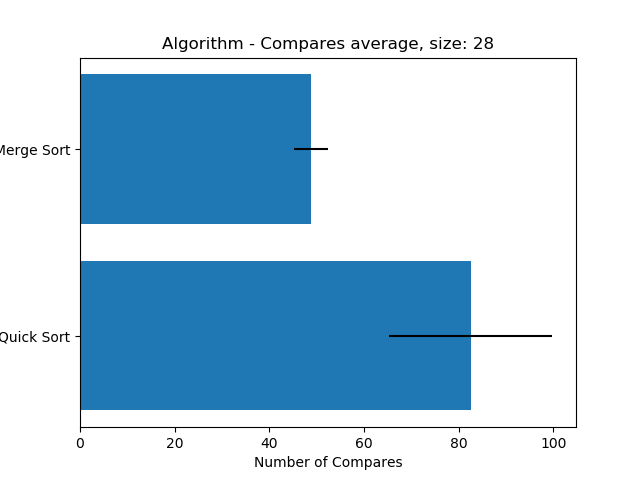 Algorithm - Compares average, size: 28
Merge Sort
Quick Sort
0 20 40 60 80 100
Number of Compares